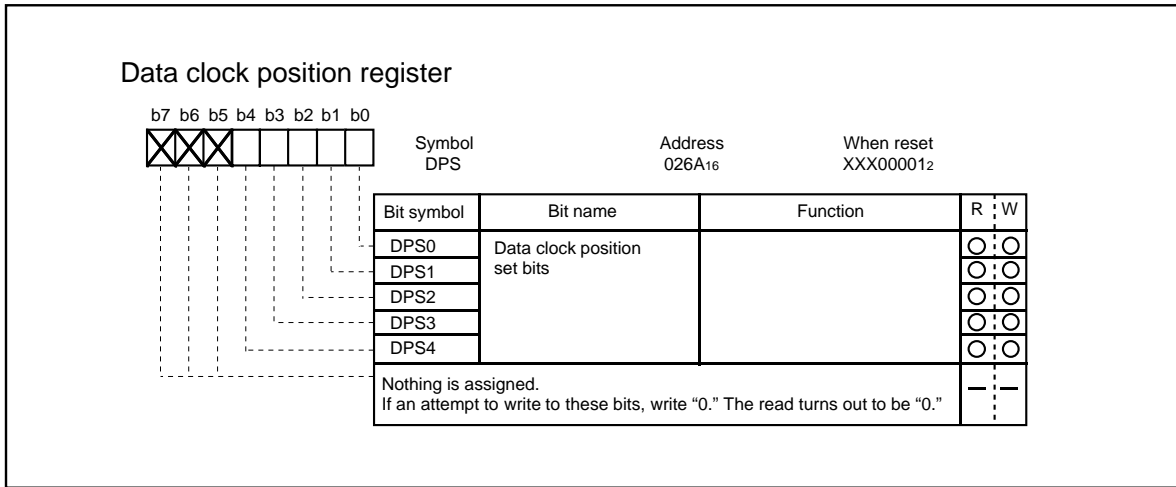 Data clock position register
b7 b6 b5 b4 b3 b2 b1 b0
Symbol Address When reset
DPS 026A16 XXX000012
Bit symbol Bit name Function R W
DPS0 Data clock position
DPS1 set bits
DPS2
DPS3
DPS4
Nothing is assigned.
If an attempt to write to these bits, write “0.” The read turns out to be “0.”